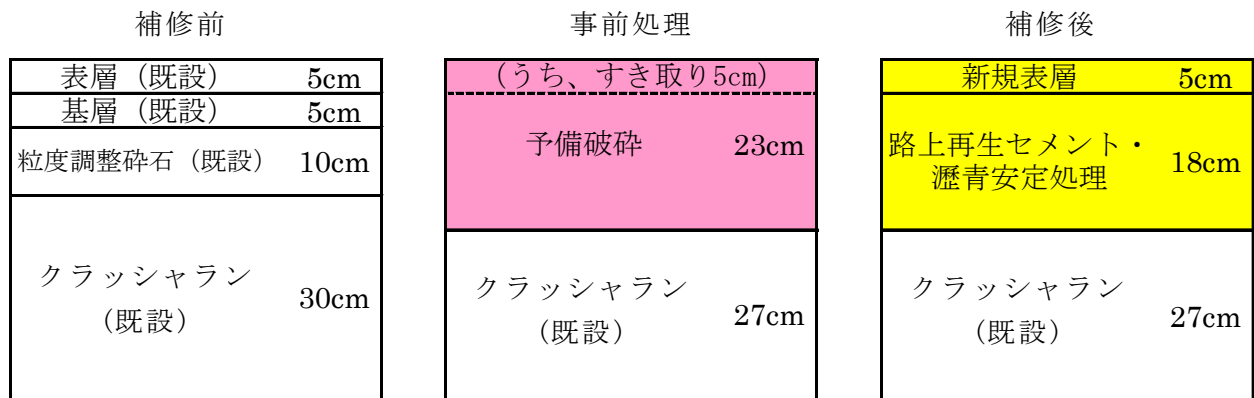 補修前
表層（既設） 5cm
基層（既設） 5cm
粒度調整砕石（既設） 10cm
クラッシャラン
（既設）
30cm
事前処理
（うち、すき取り5cm）
予備破砕 23cm
クラッシャラン
（既設）
27cm
補修後
新規表層 5cm
路上再生セメント・
瀝青安定処理
18cm
クラッシャラン
（既設）
27cm